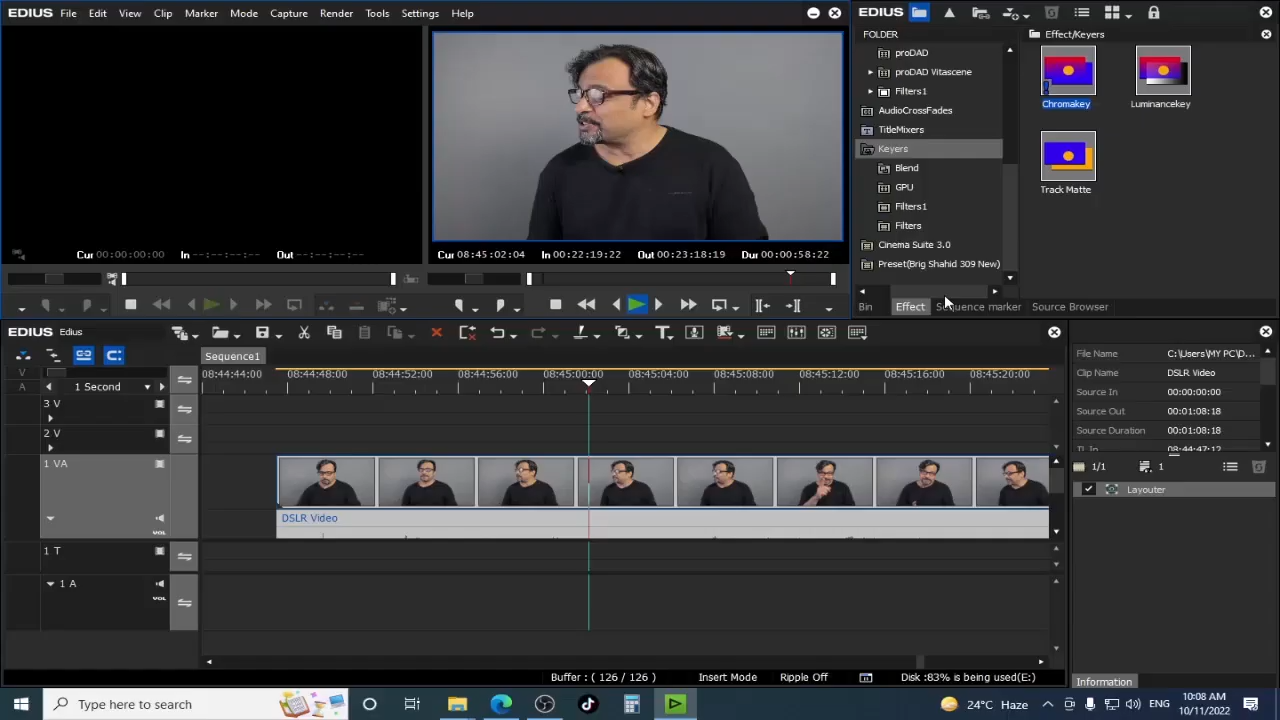 EDIUS File Edit View Clip Marker Mode Capture Render Tools Settings Help
Cur 00:00:00:00 In --:--:--:-- Out --:--:--:--
Cur 08:45:02:04 In 08:22:19:22 Out 00:23:18:19 Dur 00:00:58:22
EDIUS
FOLDER
Effect/Keyers
proDAD
proDAD Vitascene
Filters1
AudioCrossFades
TitleMixers
Keyers
Blend
GPU
Filters1
Filters
Cinema Suite 3.0
Preset(Brig Shahid 309 New)
Chromakey
Luminancekey
Track Matte
Bin Effect Sequence marker Source Browser
EDIUS Edius
Sequence1
V
A
1 Second
08:44:44:00 08:44:48:00 08:44:52:00 08:44:56:00 08:45:00:00 08:45:04:00 08:45:08:00 08:45:12:00 08:45:16:00 08:45:20:00
3 V
2 V
1 VA
VOL
DSLR Video
1 T
1 A
VOL
File Name C:\Users\MY PC\D...
Clip Name DSLR Video
Source In 00:00:00:00
Source Out 00:01:08:18
Source Duration 00:01:08:18
TL In 08:44:47:12
1/1 1
Layouter
Information
Buffer : ( 126 / 126 ) Insert Mode Ripple Off Disk :83% is being used(E:)
Type here to search
24°C Haze
ENG
10:08 AM
10/11/2022